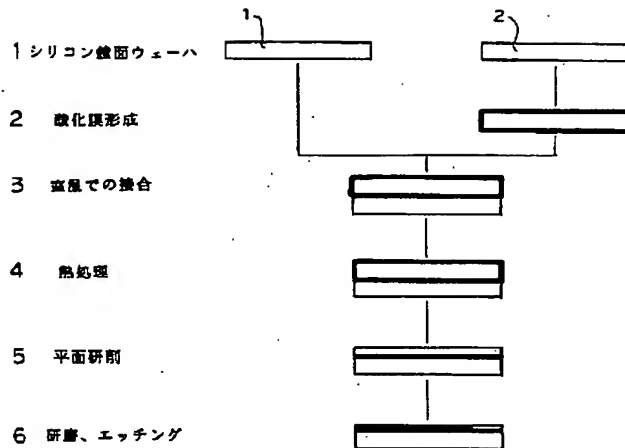 1 2
1 シリコン鏡面ウェーハ
2 酸化膜形成
3 室温での接合
4 熱処理
5 平面研削
6 研磨、エッチング